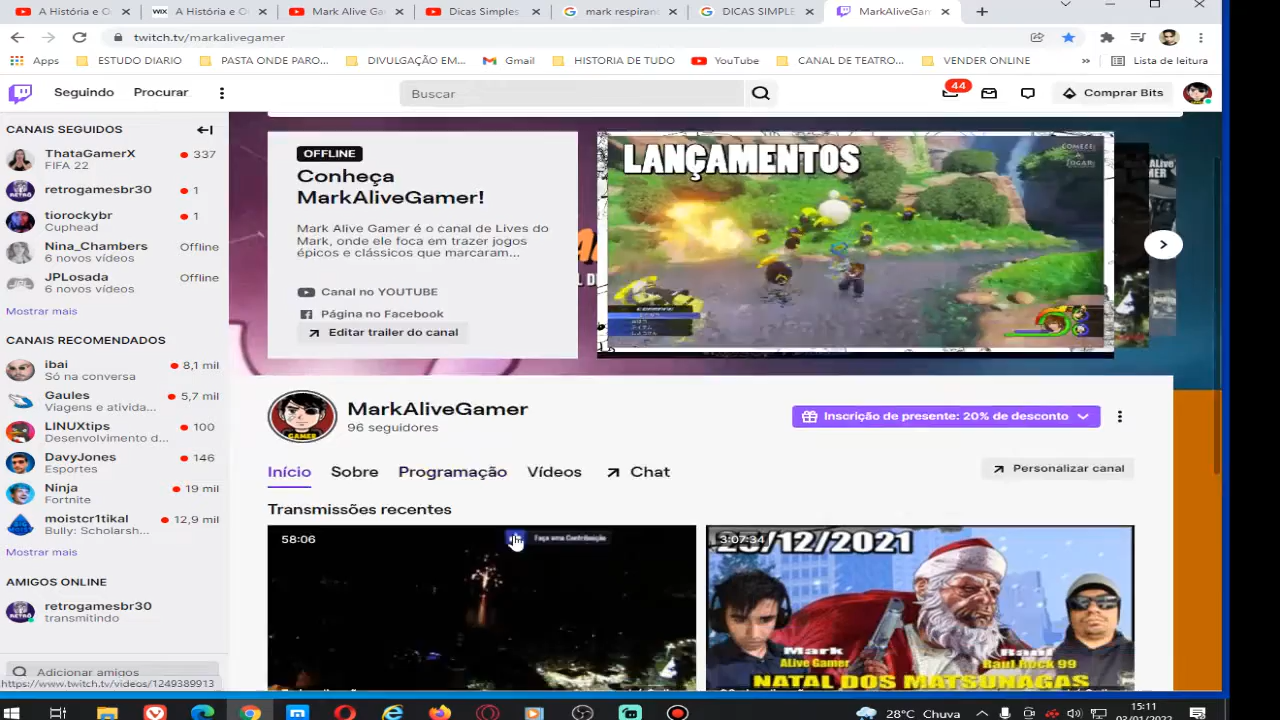 A História e O
A História e O
Mark Alive Ga
Dicas Simples
mark respiran
DICAS SIMPLE
MarkAliveGam
twitch.tv/markalivegamer
Apps
ESTUDO DIARIO
PASTA ONDE PARO...
DIVULGAÇÃO EM...
Gmail
HISTORIA DE TUDO
YouTube
CANAL DE TEATRO...
VENDER ONLINE
»
Lista de leitura
Seguindo
Procurar
Buscar
44
Comprar Bits
CANAIS SEGUIDOS
ThataGamerX
337
FIFA 22
retrogamesbr30
1
tiorockybr
1
Cuphead
Nina_Chambers
Offline
6 novos vídeos
JPLosada
Offline
6 novos vídeos
Mostrar mais
CANAIS RECOMENDADOS
ibai
8,1 mil
Só na conversa
Gaules
5,7 mil
Viagens e ativida...
LINUXtips
100
Desenvolvimento d...
DavyJones
146
Esportes
Ninja
19 mil
Fortnite
moistcr1tikal
12,9 mil
Bully: Scholarsh...
Mostrar mais
AMIGOS ONLINE
retrogamesbr30
transmitindo
Adicionar amigos
https://www.twitch.tv/videos/1249389913
OFFLINE
Conheça
MarkAliveGamer!
Mark Alive Gamer é o canal de Lives do
Mark, onde ele foca em trazer jogos
épicos e clássicos que marcaram...
Canal no YOUTUBE
Página no Facebook
Editar trailer do canal
LANÇAMENTOS
COMECE
A
JOGAR
GAMER
MarkAliveGamer
96 seguidores
Inscrição de presente: 20% de desconto
Início
Sobre
Programação
Vídeos
Chat
Personalizar canal
Transmissões recentes
58:06
Faça uma Contribuição
3:07:34
25/12/2021
Mark
Alive Gamer
Raul
Raul Rock 99
NATAL DOS MATSUNAGAS
28°C Chuva
15:11
03/01/2022